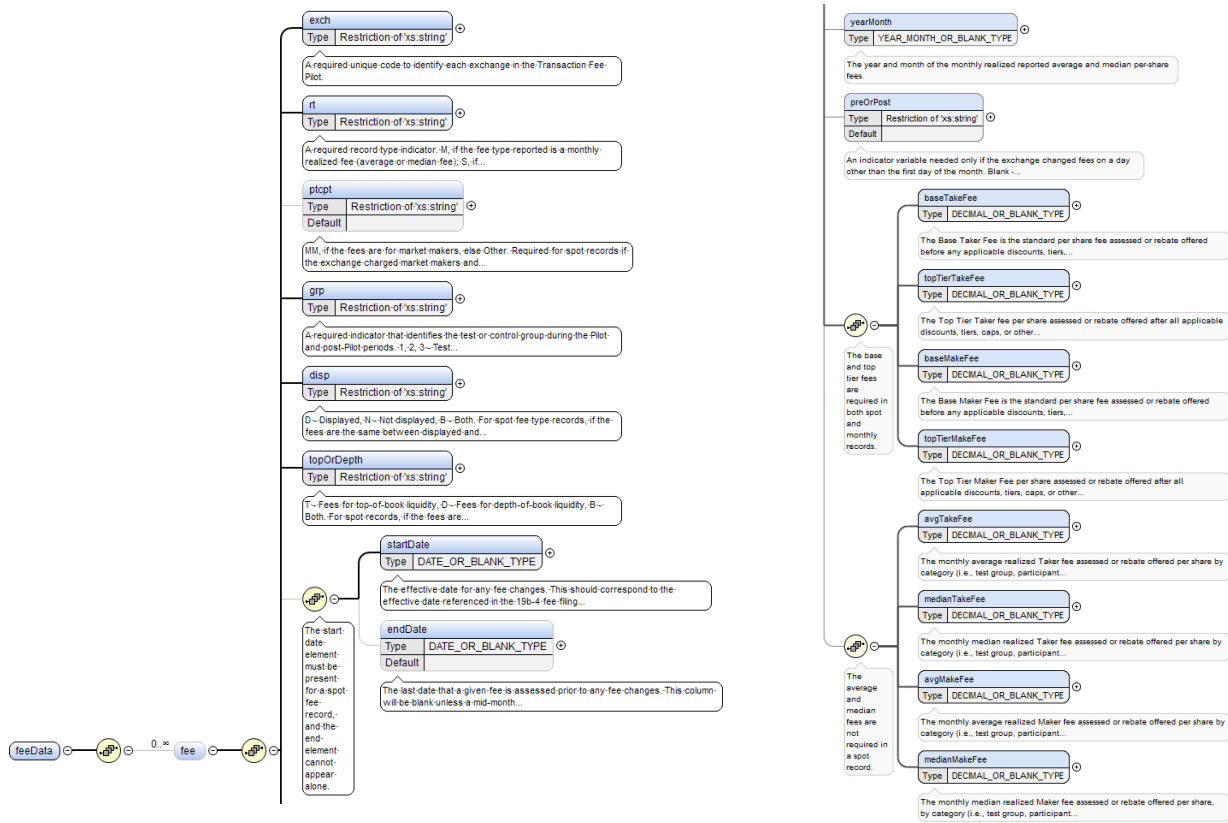 exch
Type Restriction of 'xs:string'
A required unique code to identify each exchange in the Transaction Fee
Pilot.
rt
Type Restriction of 'xs:string'
A required record type indicator. M, if the fee type reported is a monthly
realized fee (average or median fee); S, if...
ptcpt
Type Restriction of 'xs:string'
Default
MM, if the fees are for market makers, else Other. Required for spot records if
the exchange charged market makers and...
grp
Type Restriction of 'xs:string'
A required indicator that identifies the test or control group during the Pilot
and post-Pilot periods. 1, 2, 3 – Test...
disp
Type Restriction of 'xs:string'
D – Displayed, N – Not displayed, B – Both. For spot fee type records, if the
fees are the same between displayed and...
topOrDepth
Type Restriction of 'xs:string'
T – Fees for top-of-book liquidity, D – Fees for depth-of-book liquidity, B –
Both. For spot records, if the fees are...
startDate
Type DATE_OR_BLANK_TYPE
The effective date for any fee changes. This should correspond to the
effective date referenced in the 19b-4 fee filing...
endDate
Type DATE_OR_BLANK_TYPE
Default
The last date that a given fee is assessed prior to any fee changes. This column
will be blank unless a mid-month...
The start
date
element
must be
present
for a spot
fee
record,
and the
end
element
cannot
appear
alone.
feeData
0..∞
fee
yearMonth
Type YEAR_MONTH_OR_BLANK_TYPE
The year and month of the monthly realized reported average and median per-share
fees.
preOrPost
Type Restriction of 'xs:string'
Default
An indicator variable needed only if the exchange changed fees on a day
other than the first day of the month. Blank -...
baseTakeFee
Type DECIMAL_OR_BLANK_TYPE
The Base Taker Fee is the standard per share fee assessed or rebate offered
before any applicable discounts, tiers,...
topTierTakeFee
Type DECIMAL_OR_BLANK_TYPE
The Top Tier Taker fee per share assessed or rebate offered after all applicable
discounts, tiers, caps, or other...
The base
and top
tier fees
are
required in
both spot
and
monthly
records.
baseMakeFee
Type DECIMAL_OR_BLANK_TYPE
The Base Maker Fee is the standard per share fee assessed or rebate offered
before any applicable discounts, tiers,...
topTierMakeFee
Type DECIMAL_OR_BLANK_TYPE
The Top Tier Maker Fee per share assessed or rebate offered after all
applicable discounts, tiers, caps, or other...
avgTakeFee
Type DECIMAL_OR_BLANK_TYPE
The monthly average realized Taker fee assessed or rebate offered per share by
category (i.e., test group, participant...
medianTakeFee
Type DECIMAL_OR_BLANK_TYPE
The monthly median realized Taker fee assessed or rebate offered per share by
category (i.e., test group, participant...
The
average
and
median
fees are
not
required in
a spot
record.
avgMakeFee
Type DECIMAL_OR_BLANK_TYPE
The monthly average realized Maker fee assessed or rebate offered per share by
category (i.e., test group, participant...
medianMakeFee
Type DECIMAL_OR_BLANK_TYPE
The monthly median realized Maker fee assessed or rebate offered per share,
by category (i.e., test group, participant...